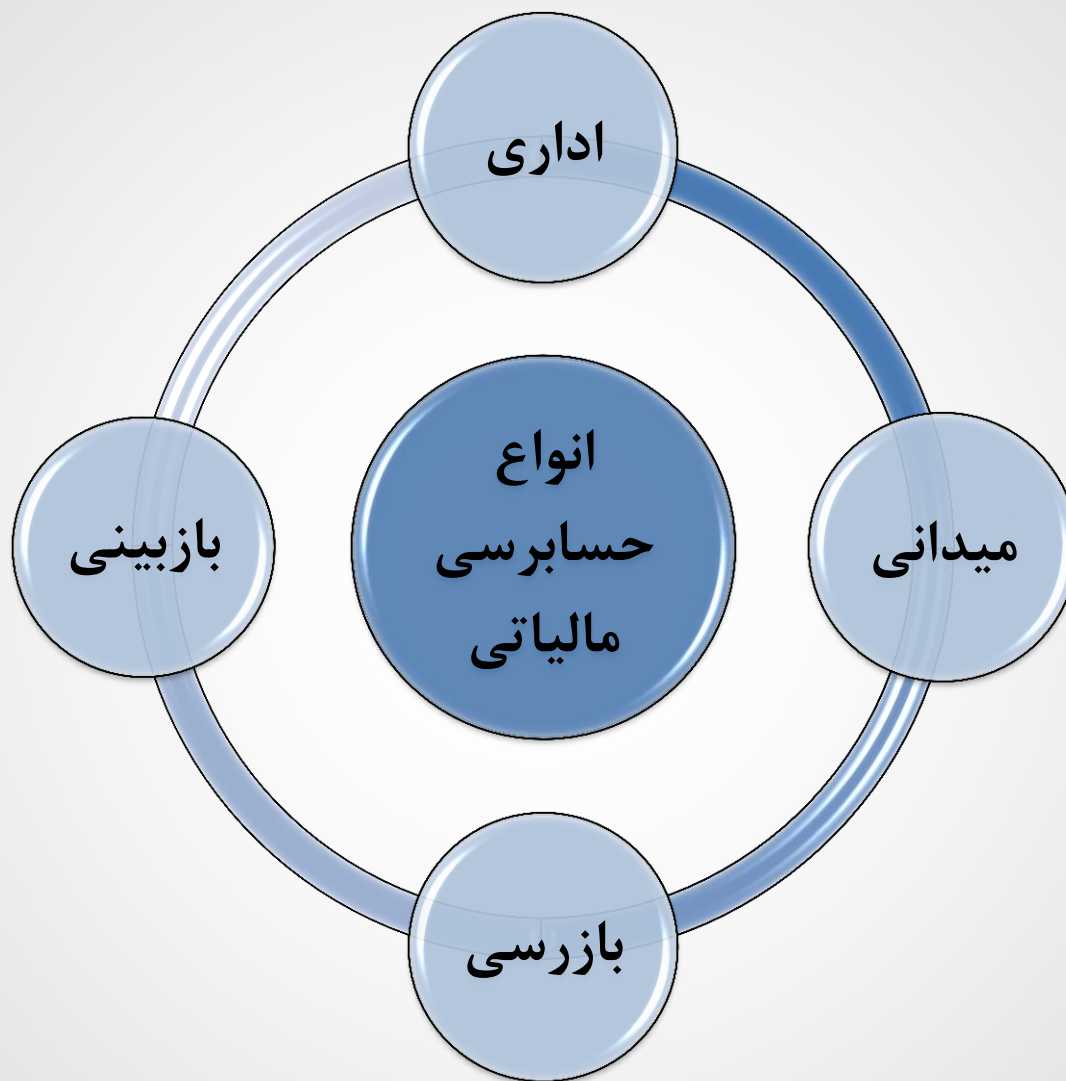 اداری
انواع
حسابرسی
مالیاتی
میدانی
بازبینی
بازرسی